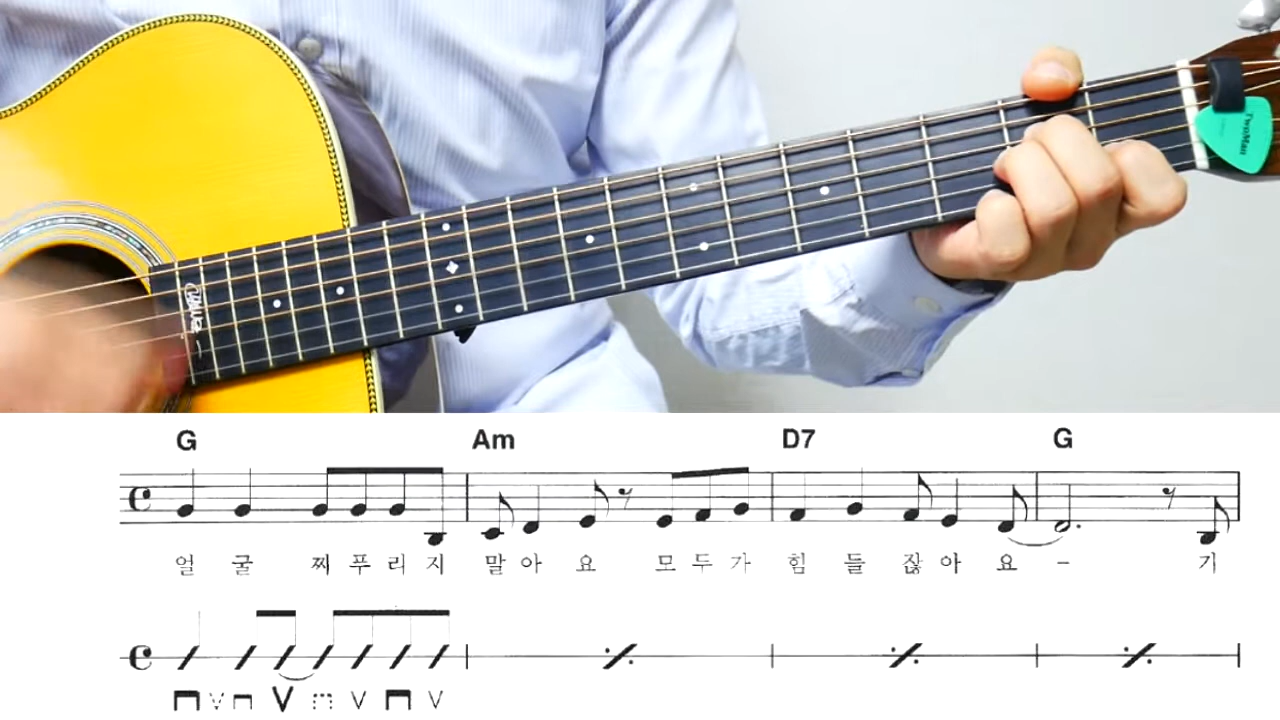 TwoMan
G Am D7 G
얼 굴 찌 푸 리 지 말 아 요 모 두 가 힘 들 잖 아 요 – 기